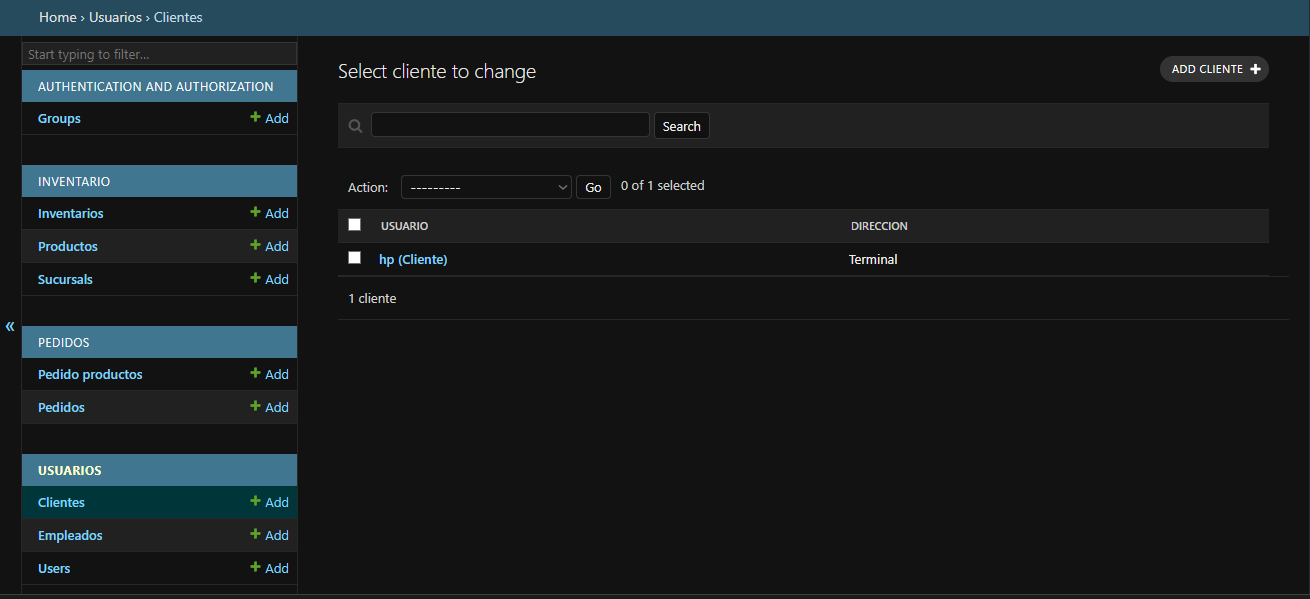 Home › Usuarios › Clientes
Start typing to filter...
AUTHENTICATION AND AUTHORIZATION
Groups + Add
INVENTARIO
Inventarios + Add
Productos + Add
Sucursals + Add
«
PEDIDOS
Pedido productos + Add
Pedidos + Add
USUARIOS
Clientes + Add
Empleados + Add
Users + Add
Select cliente to change
ADD CLIENTE +
Search
Action: --------- Go 0 of 1 selected
USUARIO DIRECCION
hp (Cliente) Terminal
1 cliente